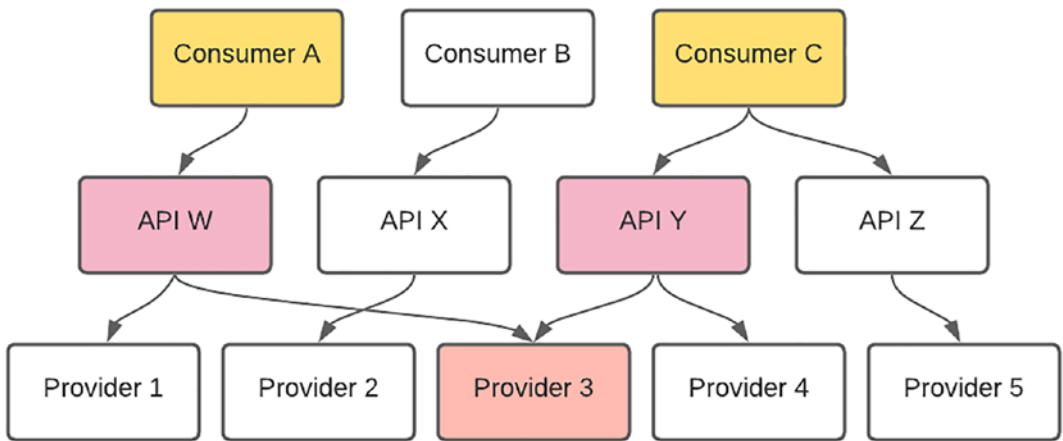 Consumer A
Consumer B
Consumer C
API W
API X
API Y
API Z
Provider 1
Provider 2
Provider 3
Provider 4
Provider 5